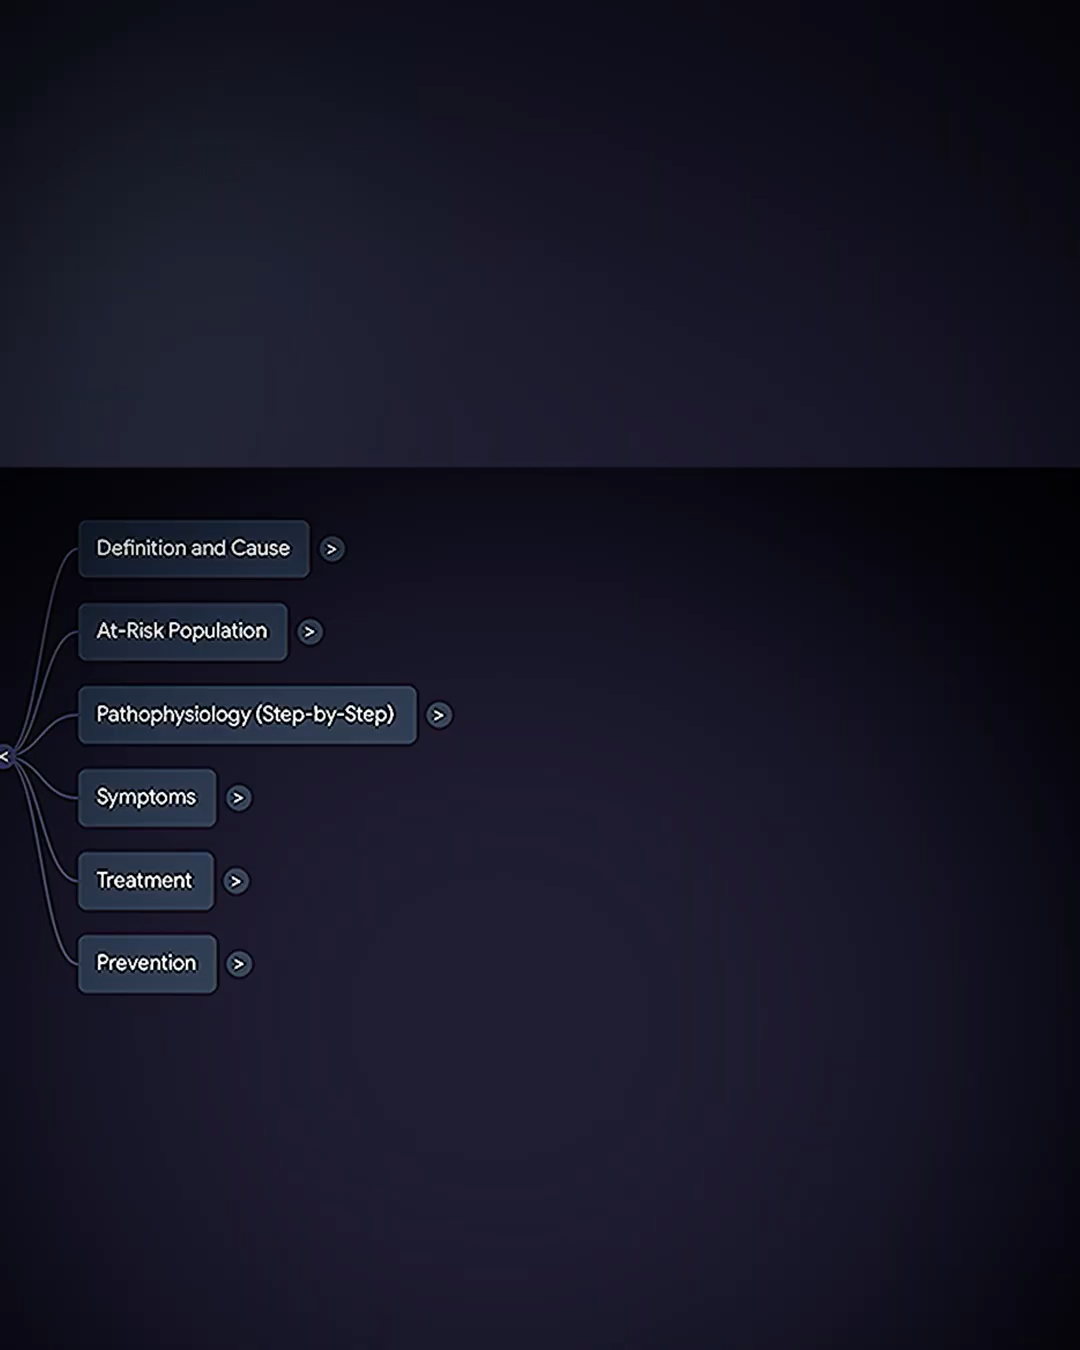 Definition and Cause >
At-Risk Population >
Pathophysiology (Step-by-Step) >
<
Symptoms >
Treatment >
Prevention >